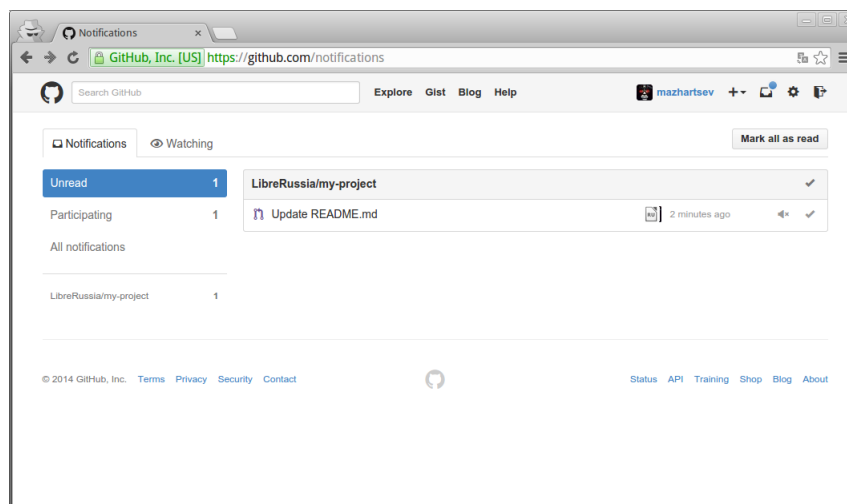 Notifications
GitHub, Inc. [US] https://github.com/notifications
Search GitHub Explore Gist Blog Help mazhartsev
Notifications Watching Mark all as read
Unread 1
Participating 1
All notifications
LibreRussia/my-project 1
LibreRussia/my-project
Update README.md RU 2 minutes ago
© 2014 GitHub, Inc. Terms Privacy Security Contact Status API Training Shop Blog About